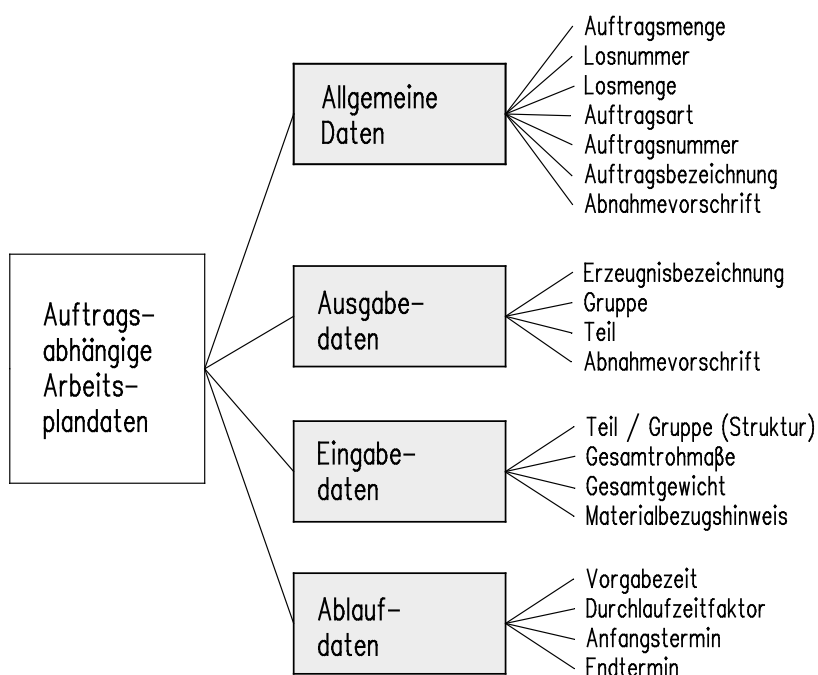 Auftrags-
abhängige
Arbeits-
plandaten
Allgemeine
Daten
Auftragsmenge
Losnummer
Losmenge
Auftragsart
Auftragsnummer
Auftragsbezeichnung
Abnahmevorschrift
Ausgabe-
daten
Erzeugnisbezeichnung
Gruppe
Teil
Abnahmevorschrift
Eingabe-
daten
Teil / Gruppe (Struktur)
Gesamtrohmaße
Gesamtgewicht
Materialbezugshinweis
Ablauf-
daten
Vorgabezeit
Durchlaufzeitfaktor
Anfangstermin
Endtermin